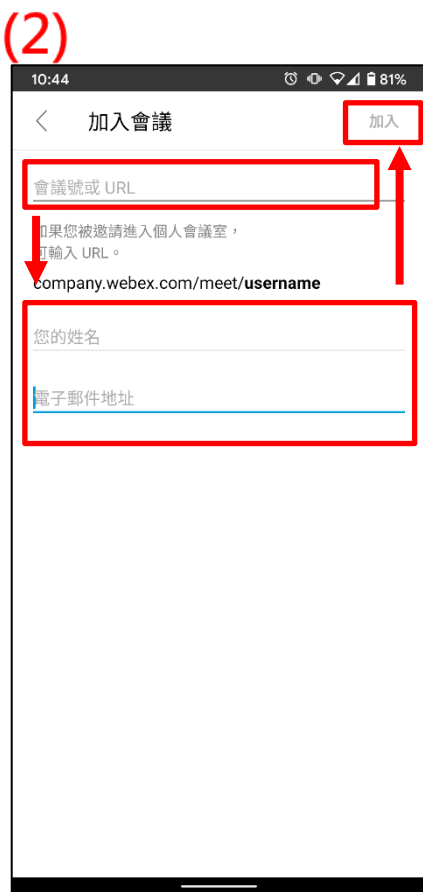 (2)
10:44 81%
加入會議 加入
會議號或 URL
如果您被邀請進入個人會議室，
可輸入 URL。
company.webex.com/meet/username
您的姓名
電子郵件地址